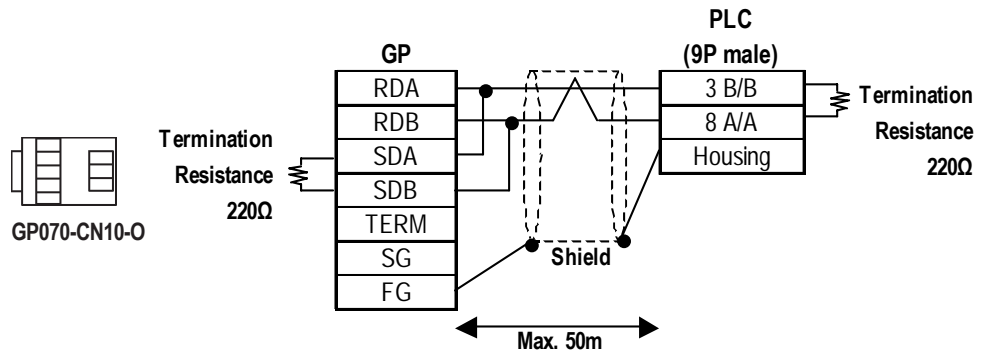 PLC
GP
(9P male)
RDA
3 B/B
RDB
8 A/A
SDA
Housing
SDB
TERM
SG
FG
Termination
Resistance
220Ω
Termination
Resistance
220Ω
GP070-CN10-O
Shield
Max. 50m